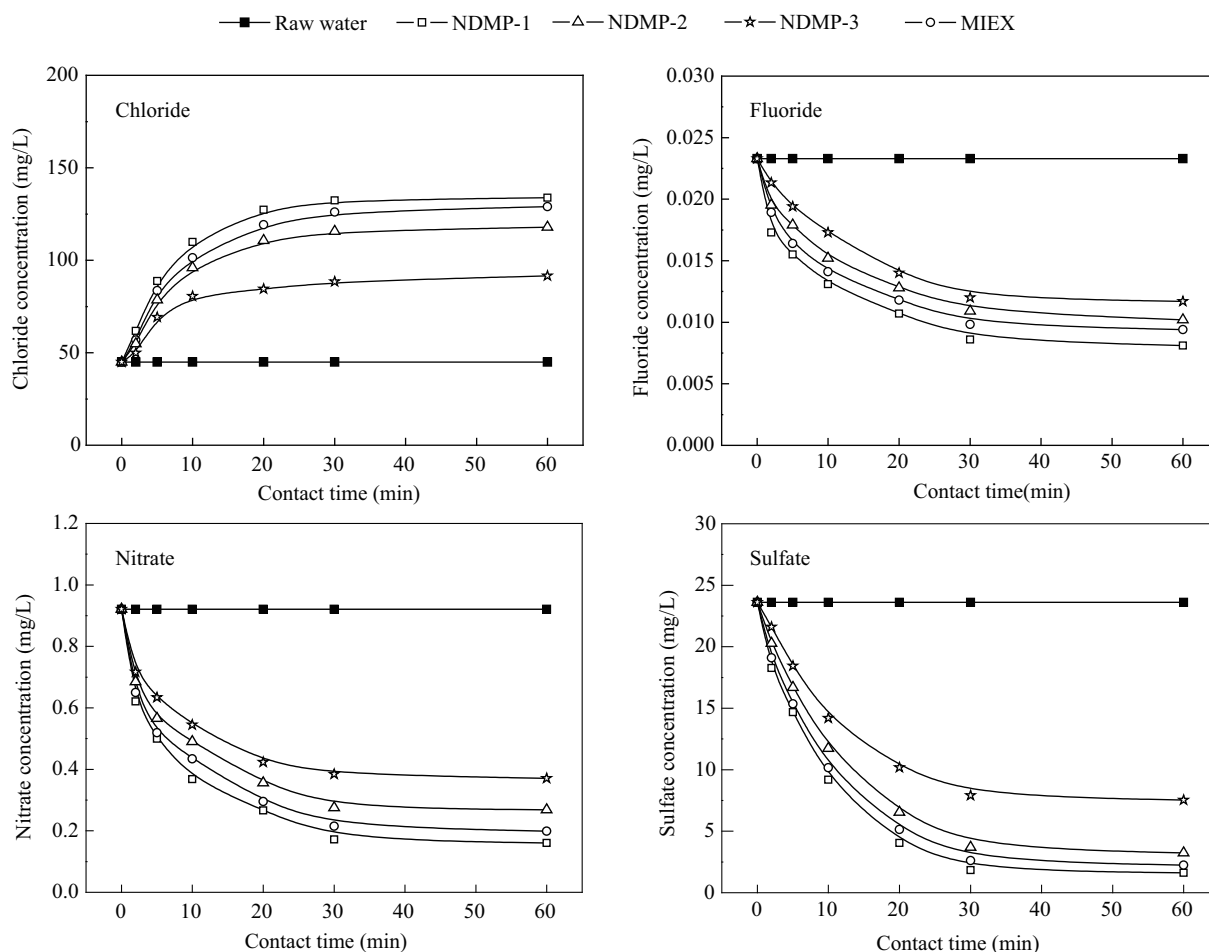 Raw water NDMP-1 NDMP-2 NDMP-3 MIEX
200
150
100
50
0
Chloride
Chloride concentration (mg/L)
0 10 20 30 40 50 60
Contact time (min)
0.030
0.025
0.020
0.015
0.010
0.005
0.000
Fluoride
Fluoride concentration (mg/L)
0 10 20 30 40 50 60
Contact time(min)
1.2
1.0
0.8
0.6
0.4
0.2
0.0
Nitrate
Nitrate concentration (mg/L)
0 10 20 30 40 50 60
Contact time (min)
30
25
20
15
10
5
0
Sulfate
Sulfate concentration (mg/L)
0 10 20 30 40 50 60
Contact time (min)